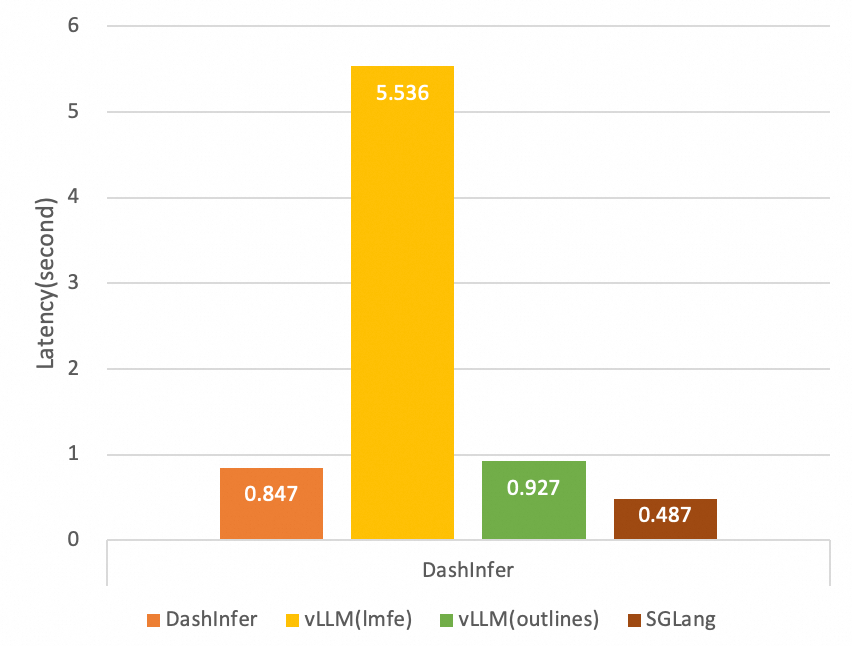 6
5.536
5
4
Latency(second)
3
2
1
0.847
0.927
0.487
0
DashInfer
DashInfer
vLLM(lmfe)
vLLM(outlines)
SGLang